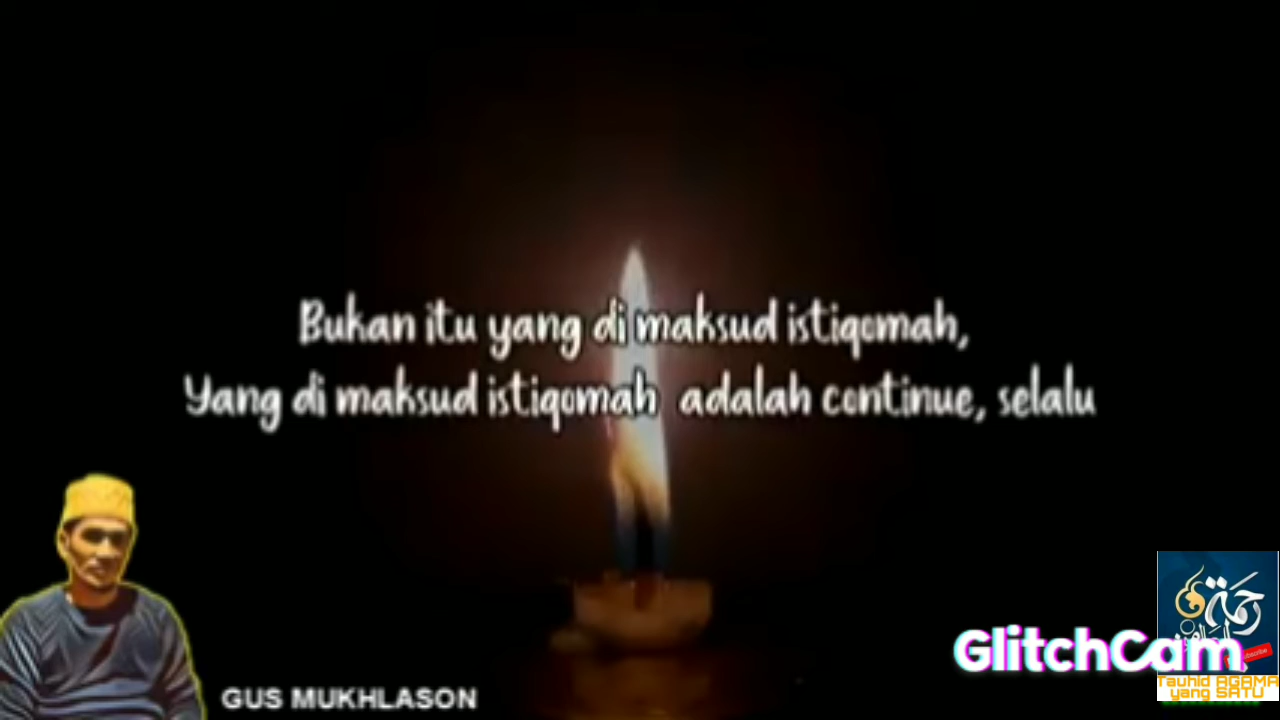 Bukan itu yang di maksud istiqomah,
Yang di maksud istiqomah adalah continue, selalu
GUS MUKHLASON
GlitchCam
Subscribe
Tauhid AGAMA
yang SATU